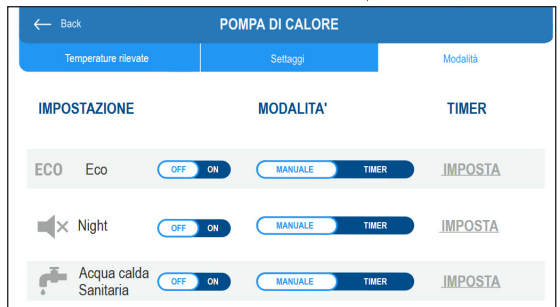 Back
POMPA DI CALORE
Temperature rilevate Settaggi Modalità
IMPOSTAZIONE MODALITA' TIMER
ECO Eco OFF ON MANUALE TIMER IMPOSTA
Night OFF ON MANUALE TIMER IMPOSTA
Acqua calda
Sanitaria OFF ON MANUALE TIMER IMPOSTA